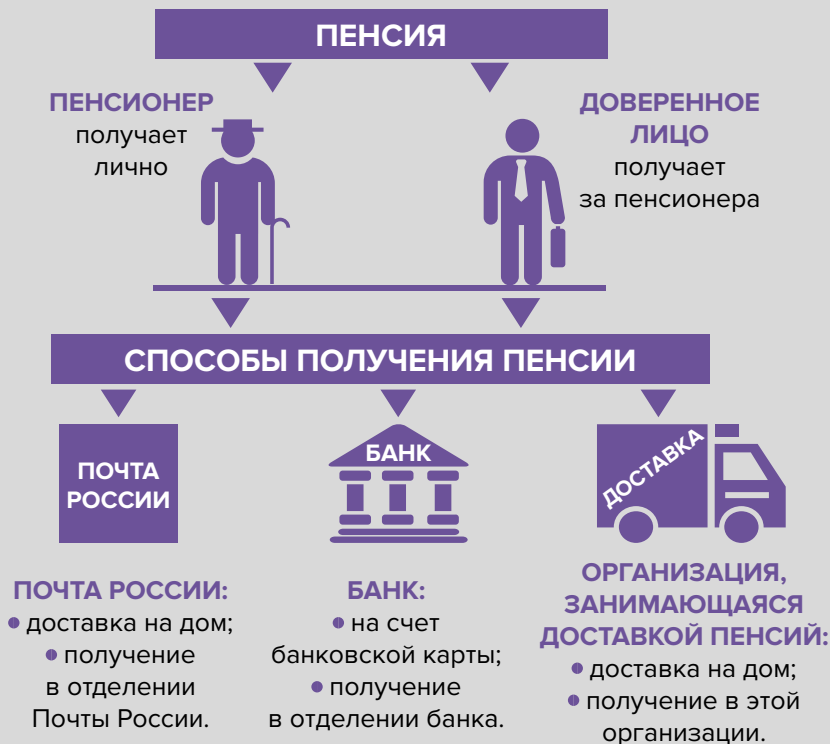 ПЕНСИЯ
ПЕНСИОНЕР
получает
лично
ДОВЕРЕННОЕ
ЛИЦО
получает
за пенсионера
СПОСОБЫ ПОЛУЧЕНИЯ ПЕНСИИ
ПОЧТА
РОССИИ
БАНК
ДОСТАВКА
ПОЧТА РОССИИ:
• доставка на дом;
• получение
в отделении
Почты России.
БАНК:
• на счет
банковской карты;
• получение
в отделении банка.
ОРГАНИЗАЦИЯ,
ЗАНИМАЮЩАЯСЯ
ДОСТАВКОЙ ПЕНСИЙ:
• доставка на дом;
• получение в этой
организации.